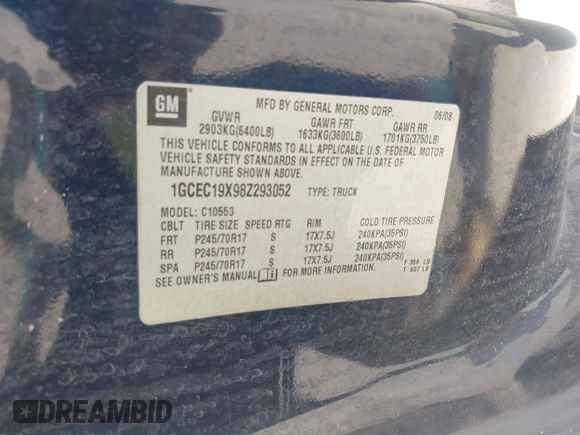 GM
MFD BY GENERAL MOTORS CORP. 06/08
GVWR GAWR FRT GAWR RR
2903KG(6400LB) 1633KG(3600LB) 1701KG(3750LB)
THIS VEHICLE CONFORMS TO ALL APPLICABLE U.S. FEDERAL MOTOR
VEHICLE SAFETY STANDARDS IN EFFECT ON THE DATE OF
MANUFACTURE SHOWN ABOVE.
1GCEC19X98Z293052 TYPE: TRUCK
MODEL: C10553
CBLT TIRE SIZE SPEED RTG RIM COLD TIRE PRESSURE
FRT P245/70R17 S 17X7.5J 240KPA(35PSI)
RR P245/70R17 S 17X7.5J 240KPA(35PSI)
SPA P245/70R17 S 17X7.5J 240KPA(35PSI)
SEE OWNER'S MANUAL FOR MORE INFORMATION.
F 350 LB
T 607 LB
DREAMBID